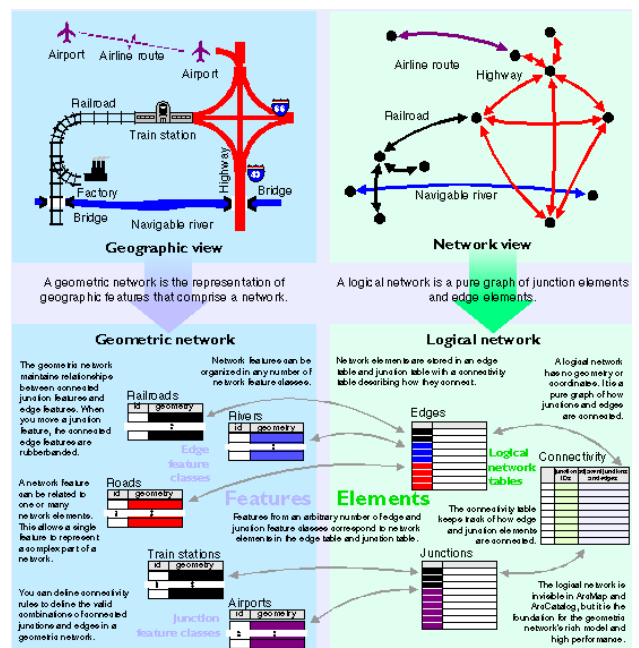 Airport
Airline route
Airport
Railroad
Train station
Highway
Factory
Bridge
Navigable river
Bridge
Geographic view
Airline route
Highway
Railroad
Navigable river
Network view
A geometric network is the representation of
geographic features that comprise a network.
A logical network is a pure graph of junction elements
and edge elements.
Geometric network
The geometric network
maintains relationships
between connected
junction features and
edge features. When
you move a junction
feature, the connected
edge features are
rubberbanded.
Network features can be
organized in any number of
network feature classes.
Railroads
id geometry
Rivers
id geometry
Edge
feature
classes
A network feature
can be related to
one or many
network elements.
This allows a single
feature to represent
a complex part of a
network.
Roads
id geometry
Features
Elements
Features from an arbitrary number of edge and
junction feature classes correspond to network
elements in the edge table and junction table.
Train stations
id geometry
You can define connectivity
rules to define the valid
combinations of connected
junctions and edges in a
geometric network.
Junction
feature classes
Airports
id geometry
Logical network
Network elements are stored in an edge
table and junction table with a connectivity
table describing how they connect.
A logical network
has no geometry or
coordinates. It is a
pure graph of how
junctions and edges
are connected.
Edges
Logical
network
tables
Connectivity
junction
IDs
adjacent junctions
and edges
The connectivity table
keeps track of how edge
and junction elements
are connected.
Junctions
The logical network is
invisible in ArcMap and
ArcCatalog, but it is the
foundation for the geometric
network's rich model and
high performance.